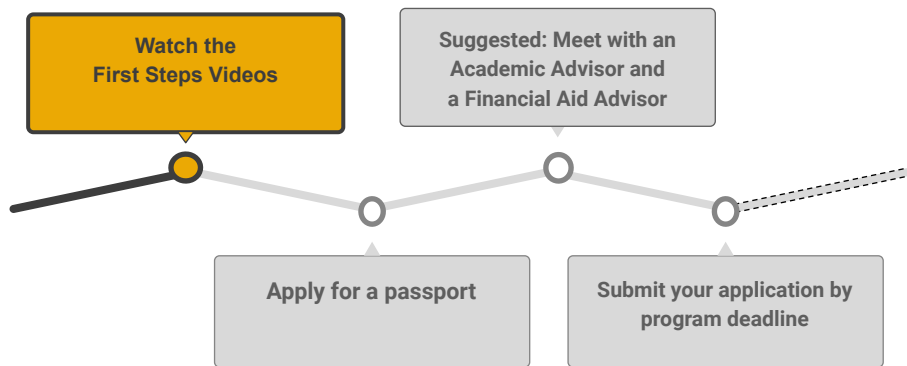 Watch the
First Steps Videos
Apply for a passport
Suggested: Meet with an
Academic Advisor and
a Financial Aid Advisor
Submit your application by
program deadline